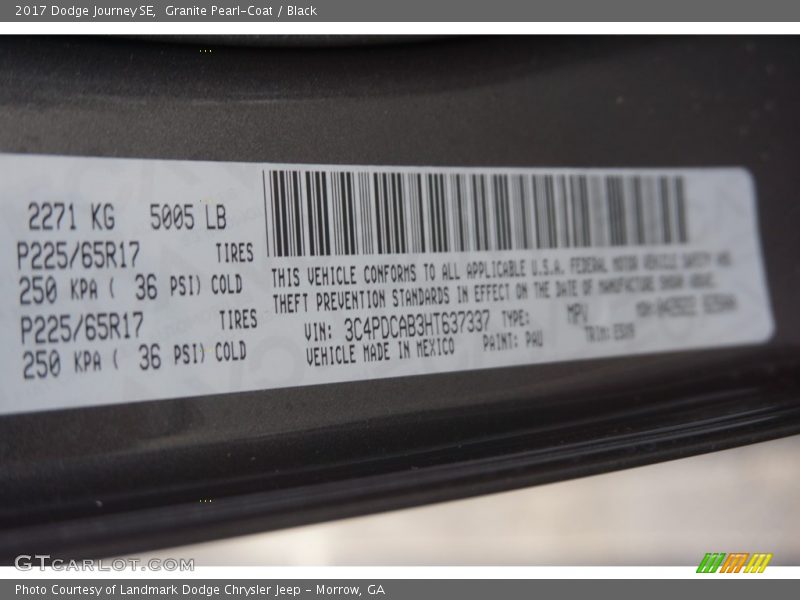 2017 Dodge Journey SE, Granite Pearl-Coat / Black
2271 KG 5005 LB
P225/65R17 TIRES
250 KPA ( 36 PSI) COLD
P225/65R17 TIRES
250 KPA ( 36 PSI) COLD
THIS VEHICLE CONFORMS TO ALL APPLICABLE U.S.A. FEDERAL MOTOR VEHICLE SAFETY AND
THEFT PREVENTION STANDARDS IN EFFECT ON THE DATE OF MANUFACTURE SHOWN ABOVE.
VIN: 3C4PDCAB3HT637337 TYPE: MPV
VEHICLE MADE IN MEXICO PAINT: PAU TRIM:
GTCARLOT.COM
Photo Courtesy of Landmark Dodge Chrysler Jeep - Morrow, GA